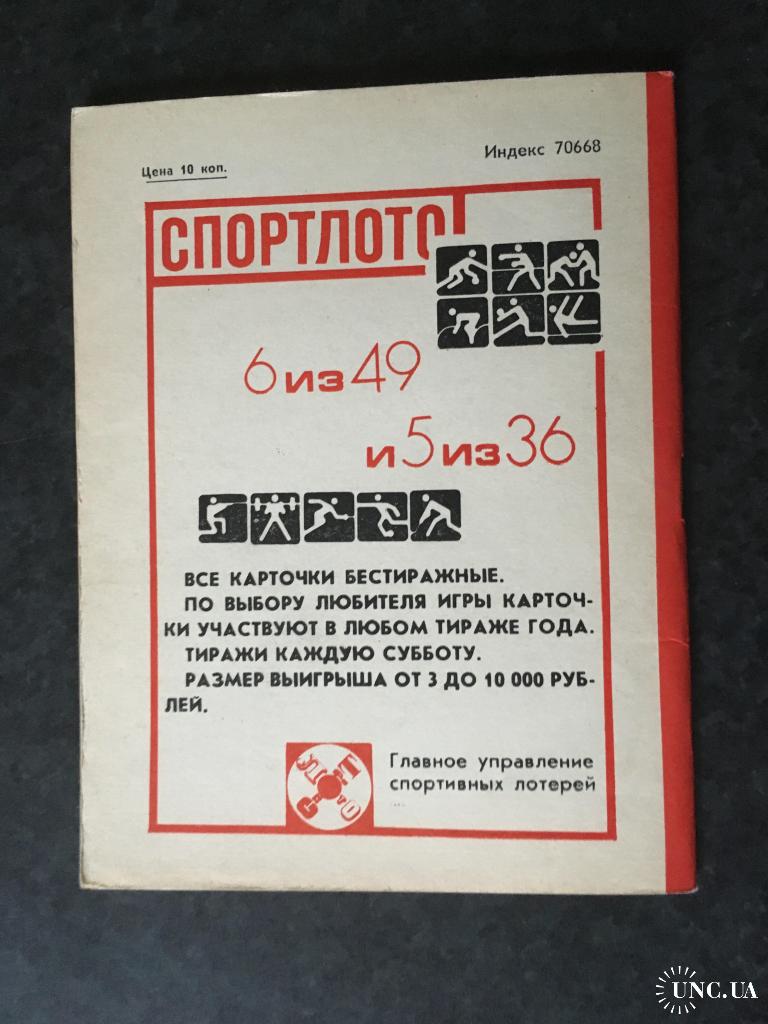 Цена 10 коп.
Индекс 70668
СПОРТЛОТО
6 из 49
и 5 из 36
ВСЕ КАРТОЧКИ БЕСТИРАЖНЫЕ.
ПО ВЫБОРУ ЛЮБИТЕЛЯ ИГРЫ КАРТОЧ-
КИ УЧАСТВУЮТ В ЛЮБОМ ТИРАЖЕ ГОДА.
ТИРАЖИ КАЖДУЮ СУББОТУ.
РАЗМЕР ВЫИГРЫША ОТ 3 ДО 10 000 РУБ-
ЛЕЙ.
Главное управление
спортивных лотерей
UNC.UA